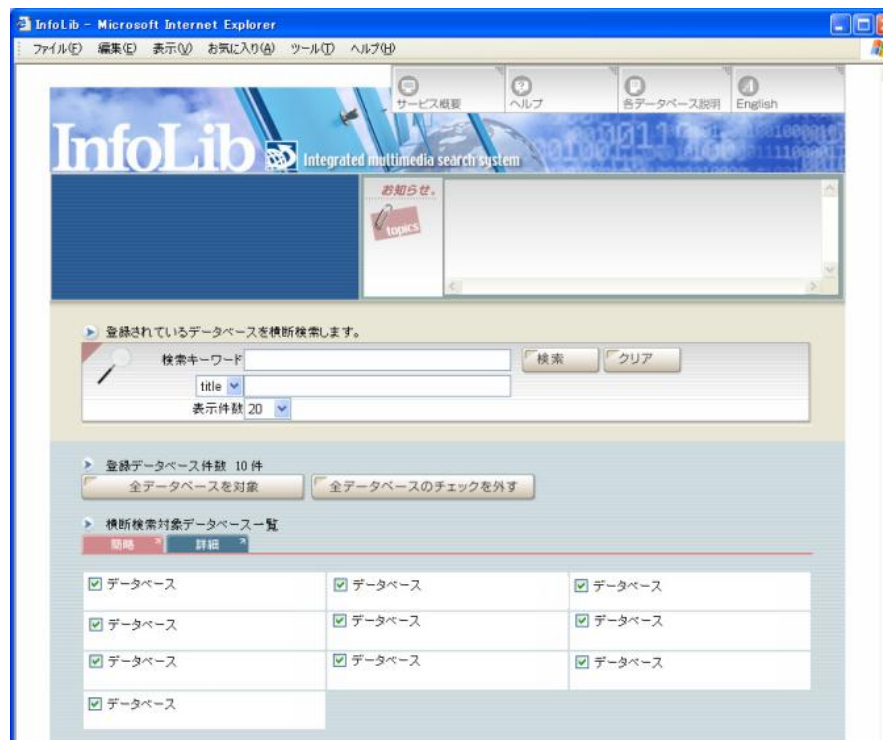 InfoLib - Microsoft Internet Explorer
ファイル(F) 編集(E) 表示(V) お気に入り(A) ツール(T) ヘルプ(H)
サービス概要 ヘルプ 各データベース説明 English
InfoLib Integrated multimedia search system
お知らせ。
topics
登録されているデータベースを横断検索します。
検索キーワード 検索 クリア
title
表示件数 20
登録データベース件数 10 件
全データベースを対象 全データベースのチェックを外す
横断検索対象データベース一覧
簡略 詳細
データベース データベース データベース
データベース データベース データベース
データベース データベース データベース
データベース